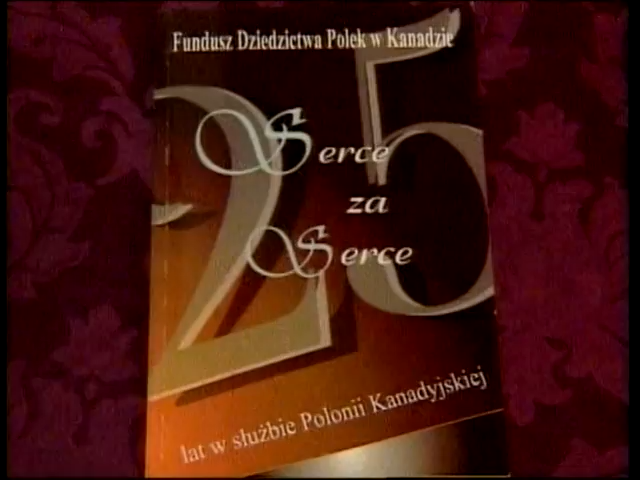 Fundusz Dziedzictwa Polek w Kanadzie
25
Serce
za
Serce
lat w służbie Polonii Kanadyjskiej